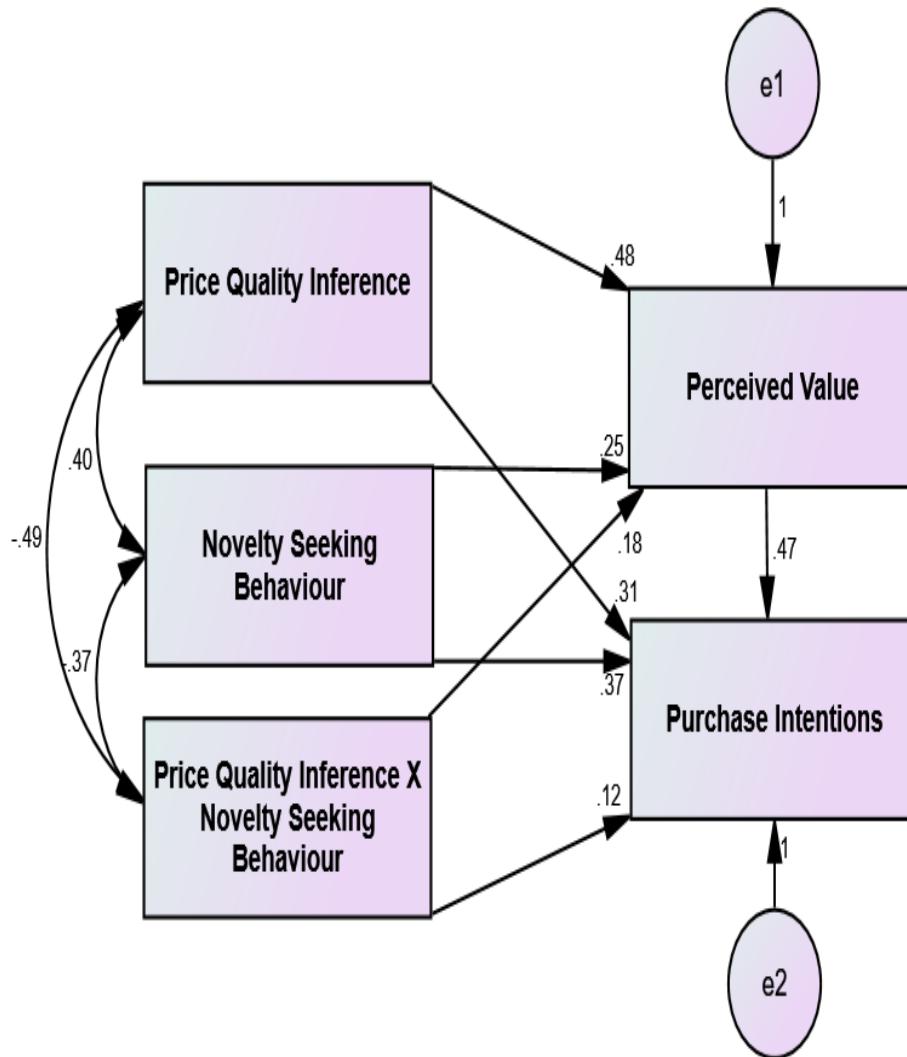 e1
1
Price Quality Inference
.48
Perceived Value
.40
.25
-.49
Novelty Seeking
Behaviour
.18
.47
.31
-.37
.37
Purchase Intentions
Price Quality Inference X
Novelty Seeking
Behaviour
.12
1
e2